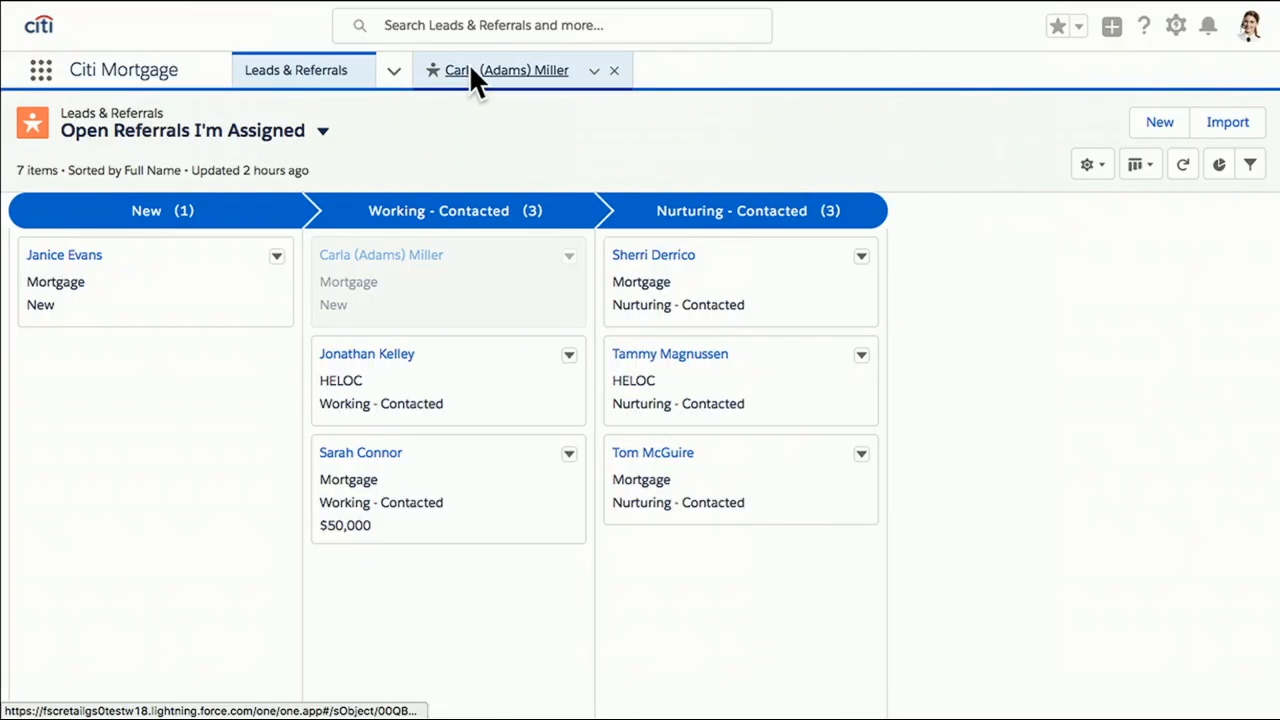 citi
Search Leads & Referrals and more...
Citi Mortgage
Leads & Referrals
Carla (Adams) Miller
Leads & Referrals
Open Referrals I'm Assigned
New
Import
7 items • Sorted by Full Name • Updated 2 hours ago
New (1)
Working - Contacted (3)
Nurturing - Contacted (3)
Janice Evans
Mortgage
New
Carla (Adams) Miller
Mortgage
New
Jonathan Kelley
HELOC
Working - Contacted
Sarah Connor
Mortgage
Working - Contacted
$50,000
Sherri Derrico
Mortgage
Nurturing - Contacted
Tammy Magnussen
HELOC
Nurturing - Contacted
Tom McGuire
Mortgage
Nurturing - Contacted
https://fscretailgs0testw18.lightning.force.com/one/one.app#/sObject/00QB...